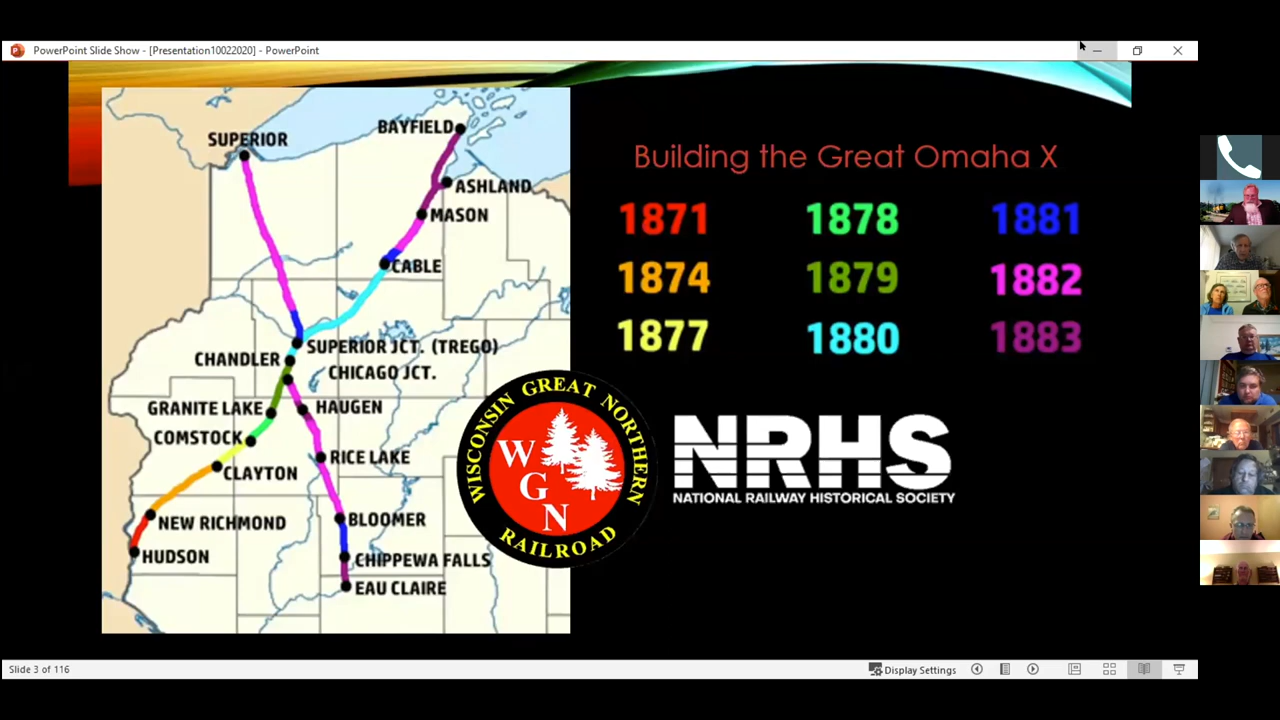 PowerPoint Slide Show - [Presentation10022020] - PowerPoint
SUPERIOR
BAYFIELD
ASHLAND
MASON
CABLE
SUPERIOR JCT. (TREGO)
CHANDLER
CHICAGO JCT.
GRANITE LAKE
HAUGEN
COMSTOCK
RICE LAKE
CLAYTON
NEW RICHMOND
BLOOMER
HUDSON
CHIPPEWA FALLS
EAU CLAIRE
Building the Great Omaha X
1871 1878 1881
1874 1879 1882
1877 1880 1883
WISCONSIN GREAT NORTHERN
W
G
N
RAILROAD
NRHS
NATIONAL RAILWAY HISTORICAL SOCIETY
Slide 3 of 116
Display Settings